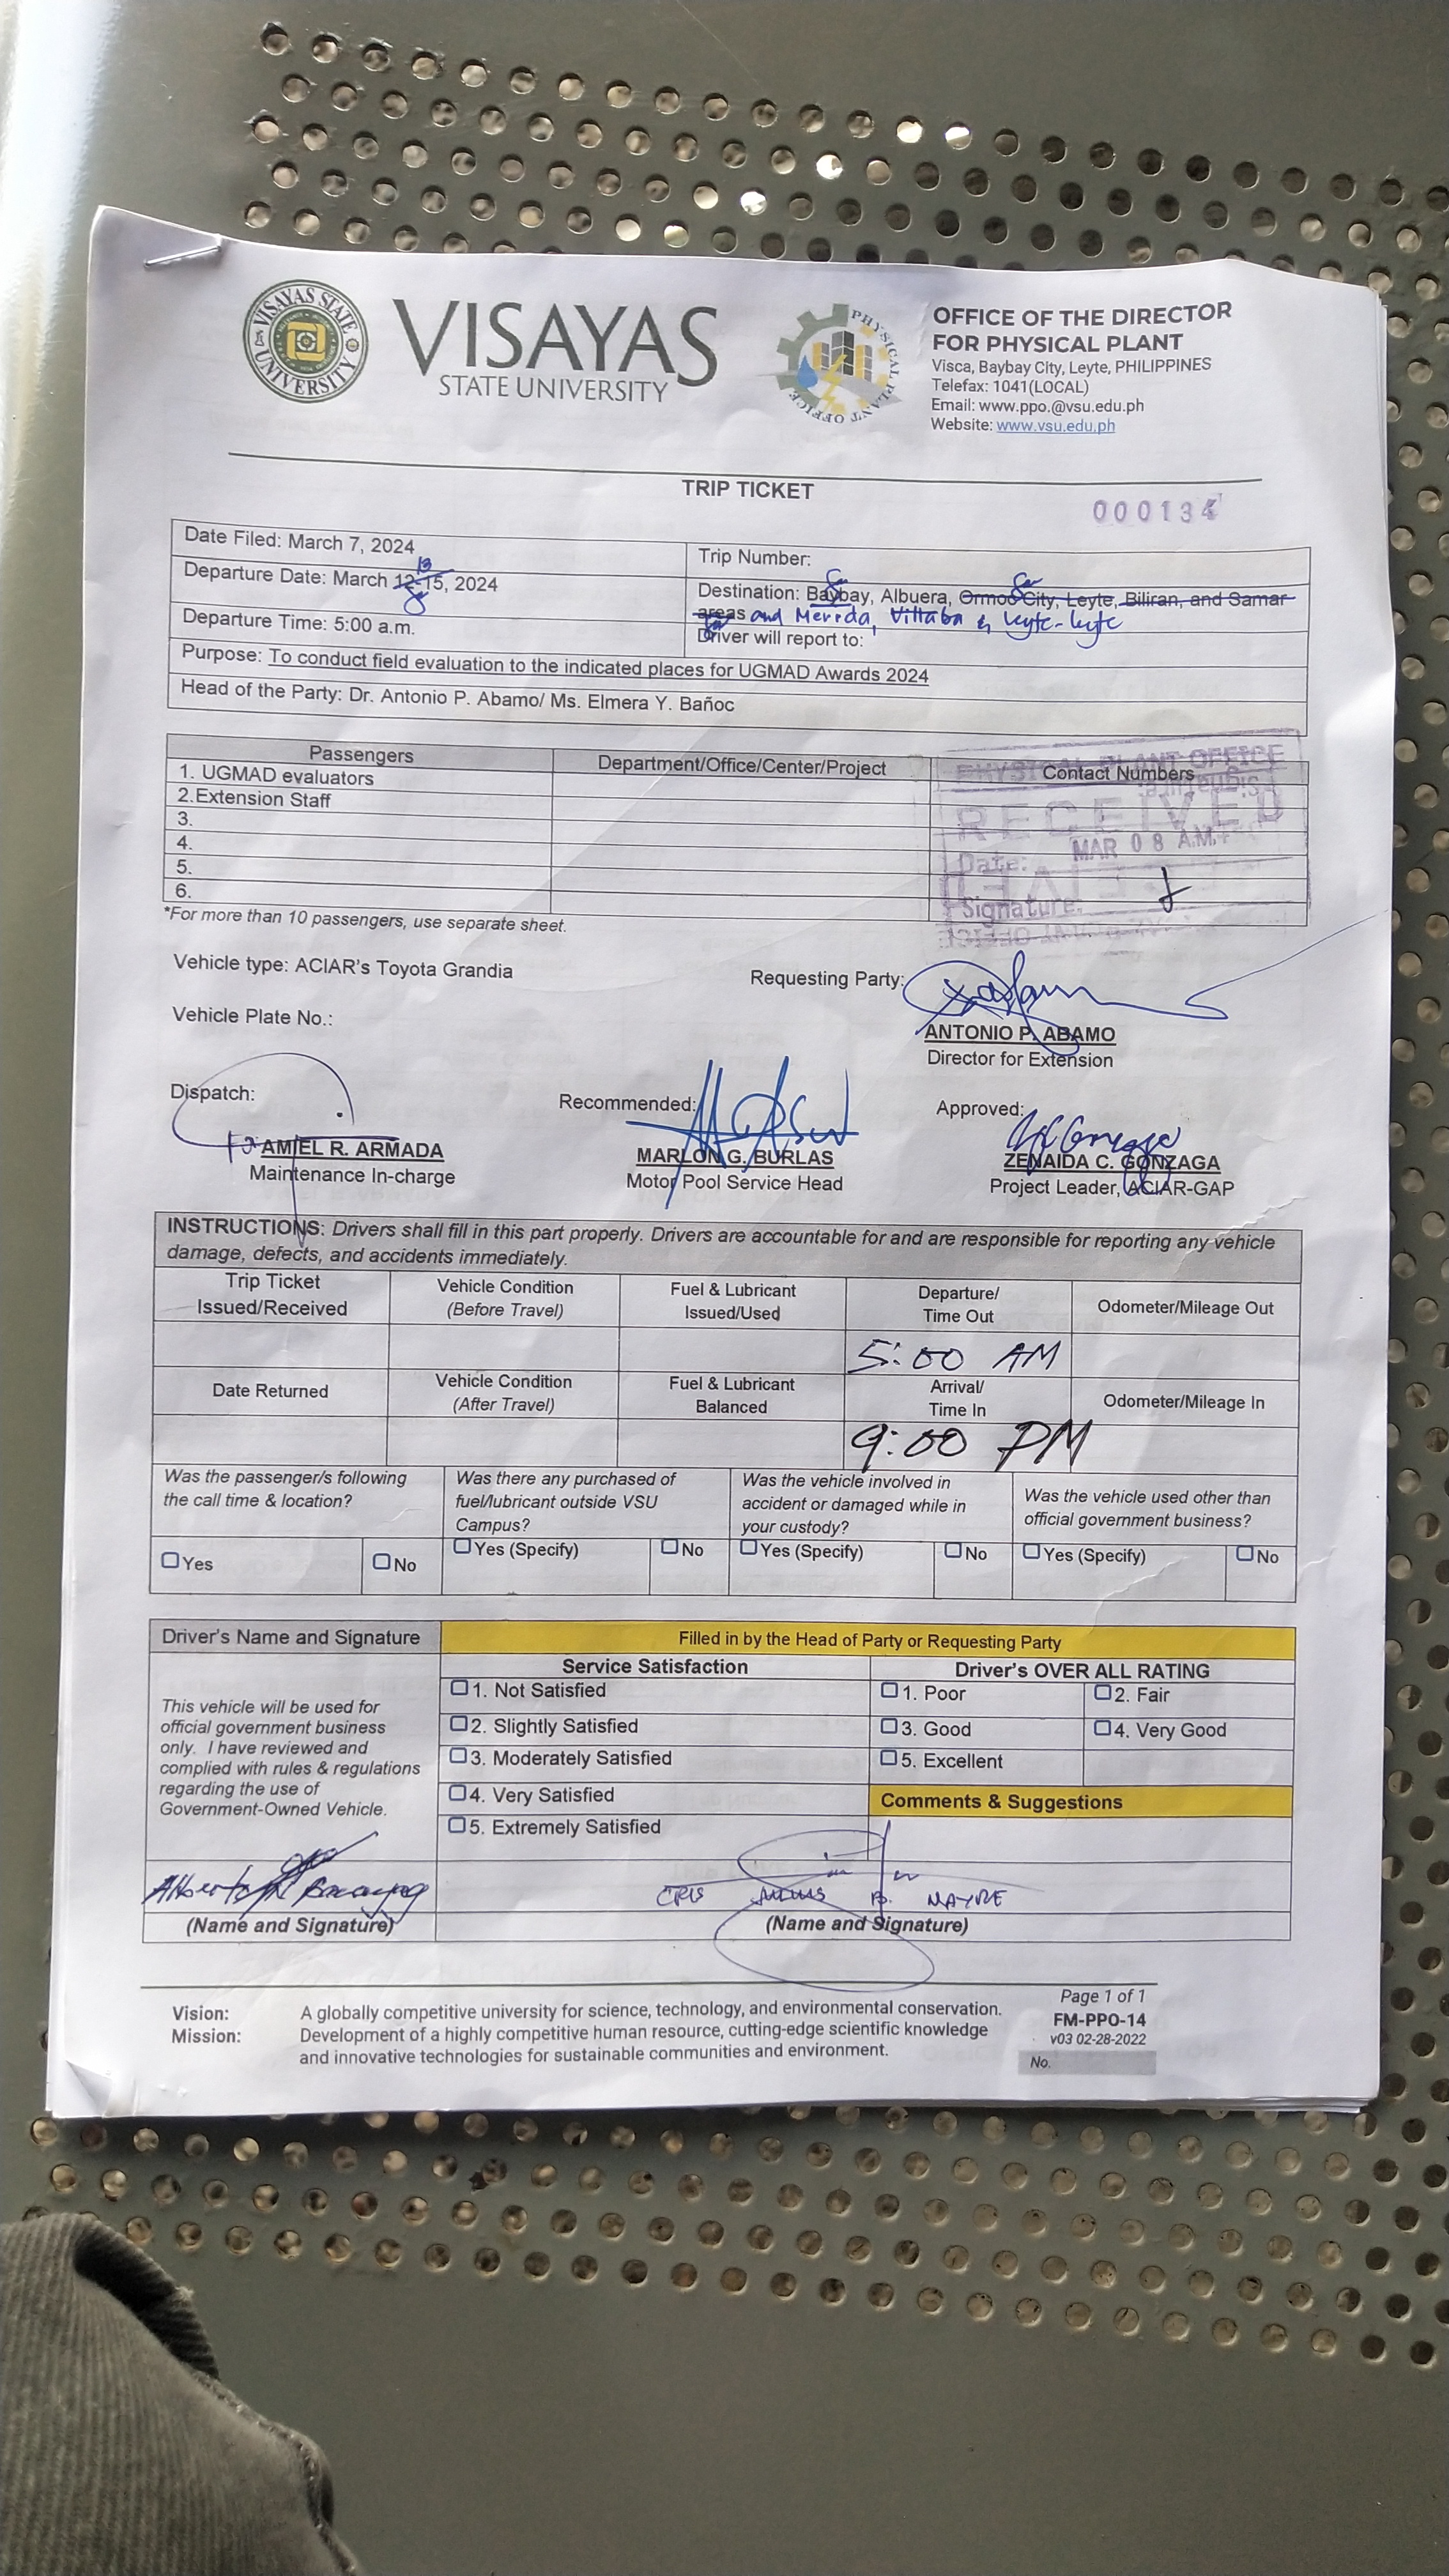 VISAYAS STATE UNIVERSITY
VISAYAS
STATE UNIVERSITY
PHYSICAL PLANT OFFICE
OFFICE OF THE DIRECTOR
FOR PHYSICAL PLANT
Visca, Baybay City, Leyte, PHILIPPINES
Telefax: 1041(LOCAL)
Email: www.ppo.@vsu.edu.ph
Website: www.vsu.edu.ph
TRIP TICKET
000134
Date Filed: March 7, 2024
Trip Number:
13
Departure Date: March 12-15, 2024
Destination: Baybay, Albuera, Ormoc City, Leyte, Biliran, and Samar
areas and Merida, Villaba & Leyte-Leyte
Departure Time: 5:00 a.m.
Driver will report to:
Purpose: To conduct field evaluation to the indicated places for UGMAD Awards 2024
Head of the Party: Dr. Antonio P. Abamo/ Ms. Elmera Y. Bañoc
Passengers Department/Office/Center/Project Contact Numbers
1. UGMAD evaluators
2.Extension Staff
3.
4.
5.
6.
PHYSICAL PLANT OFFICE
RECEIVED
Date: MAR 08 A.M.
Signature:
*For more than 10 passengers, use separate sheet.
Vehicle type: ACIAR's Toyota Grandia
Requesting Party:
Vehicle Plate No.:
ANTONIO P. ABAMO
Director for Extension
Dispatch:
Recommended:
Approved:
AMIEL R. ARMADA
MARLON G. BURLAS
ZENAIDA C. GONZAGA
Maintenance In-charge
Motor Pool Service Head
Project Leader, ACIAR-GAP
INSTRUCTIONS: Drivers shall fill in this part properly. Drivers are accountable for and are responsible for reporting any vehicle
damage, defects, and accidents immediately.
Trip Ticket
Issued/Received
Vehicle Condition
(Before Travel)
Fuel & Lubricant
Issued/Used
Departure/
Time Out
Odometer/Mileage Out
5:00 AM
Date Returned
Vehicle Condition
(After Travel)
Fuel & Lubricant
Balanced
Arrival/
Time In
Odometer/Mileage In
9:00 PM
Was the passenger/s following
the call time & location?
Was there any purchased of
fuel/lubricant outside VSU
Campus?
Was the vehicle involved in
accident or damaged while in
your custody?
Was the vehicle used other than
official government business?
Yes No Yes (Specify) No Yes (Specify) No Yes (Specify) No
Driver's Name and Signature
Filled in by the Head of Party or Requesting Party
Service Satisfaction
Driver's OVER ALL RATING
This vehicle will be used for
official government business
only. I have reviewed and
complied with rules & regulations
regarding the use of
Government-Owned Vehicle.
1. Not Satisfied
2. Slightly Satisfied
3. Moderately Satisfied
4. Very Satisfied
5. Extremely Satisfied
1. Poor 2. Fair
3. Good 4. Very Good
5. Excellent
Comments & Suggestions
(Name and Signature)
(Name and Signature)
Vision: A globally competitive university for science, technology, and environmental conservation.
Mission: Development of a highly competitive human resource, cutting-edge scientific knowledge
and innovative technologies for sustainable communities and environment.
Page 1 of 1
FM-PPO-14
v03 02-28-2022
No.